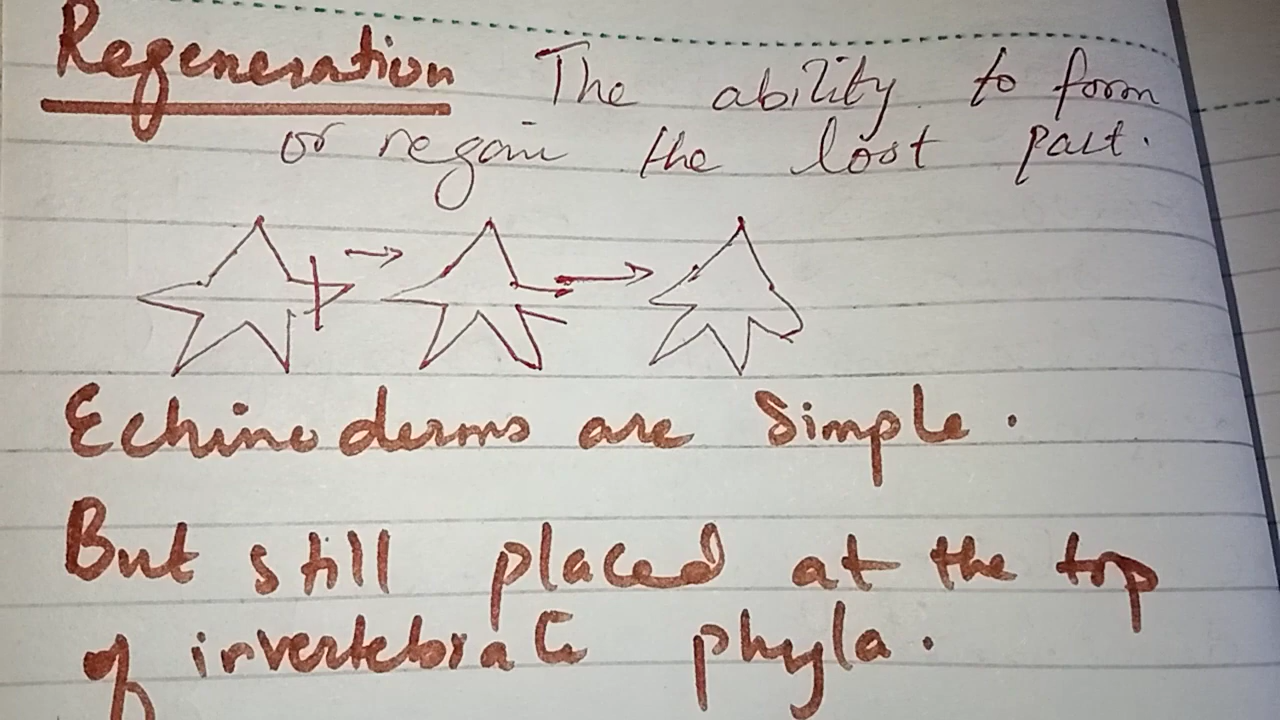 Regeneration The ability to form
or regain the lost part.
Echinoderms are Simple.
But still placed at the top
of invertebrate phyla.